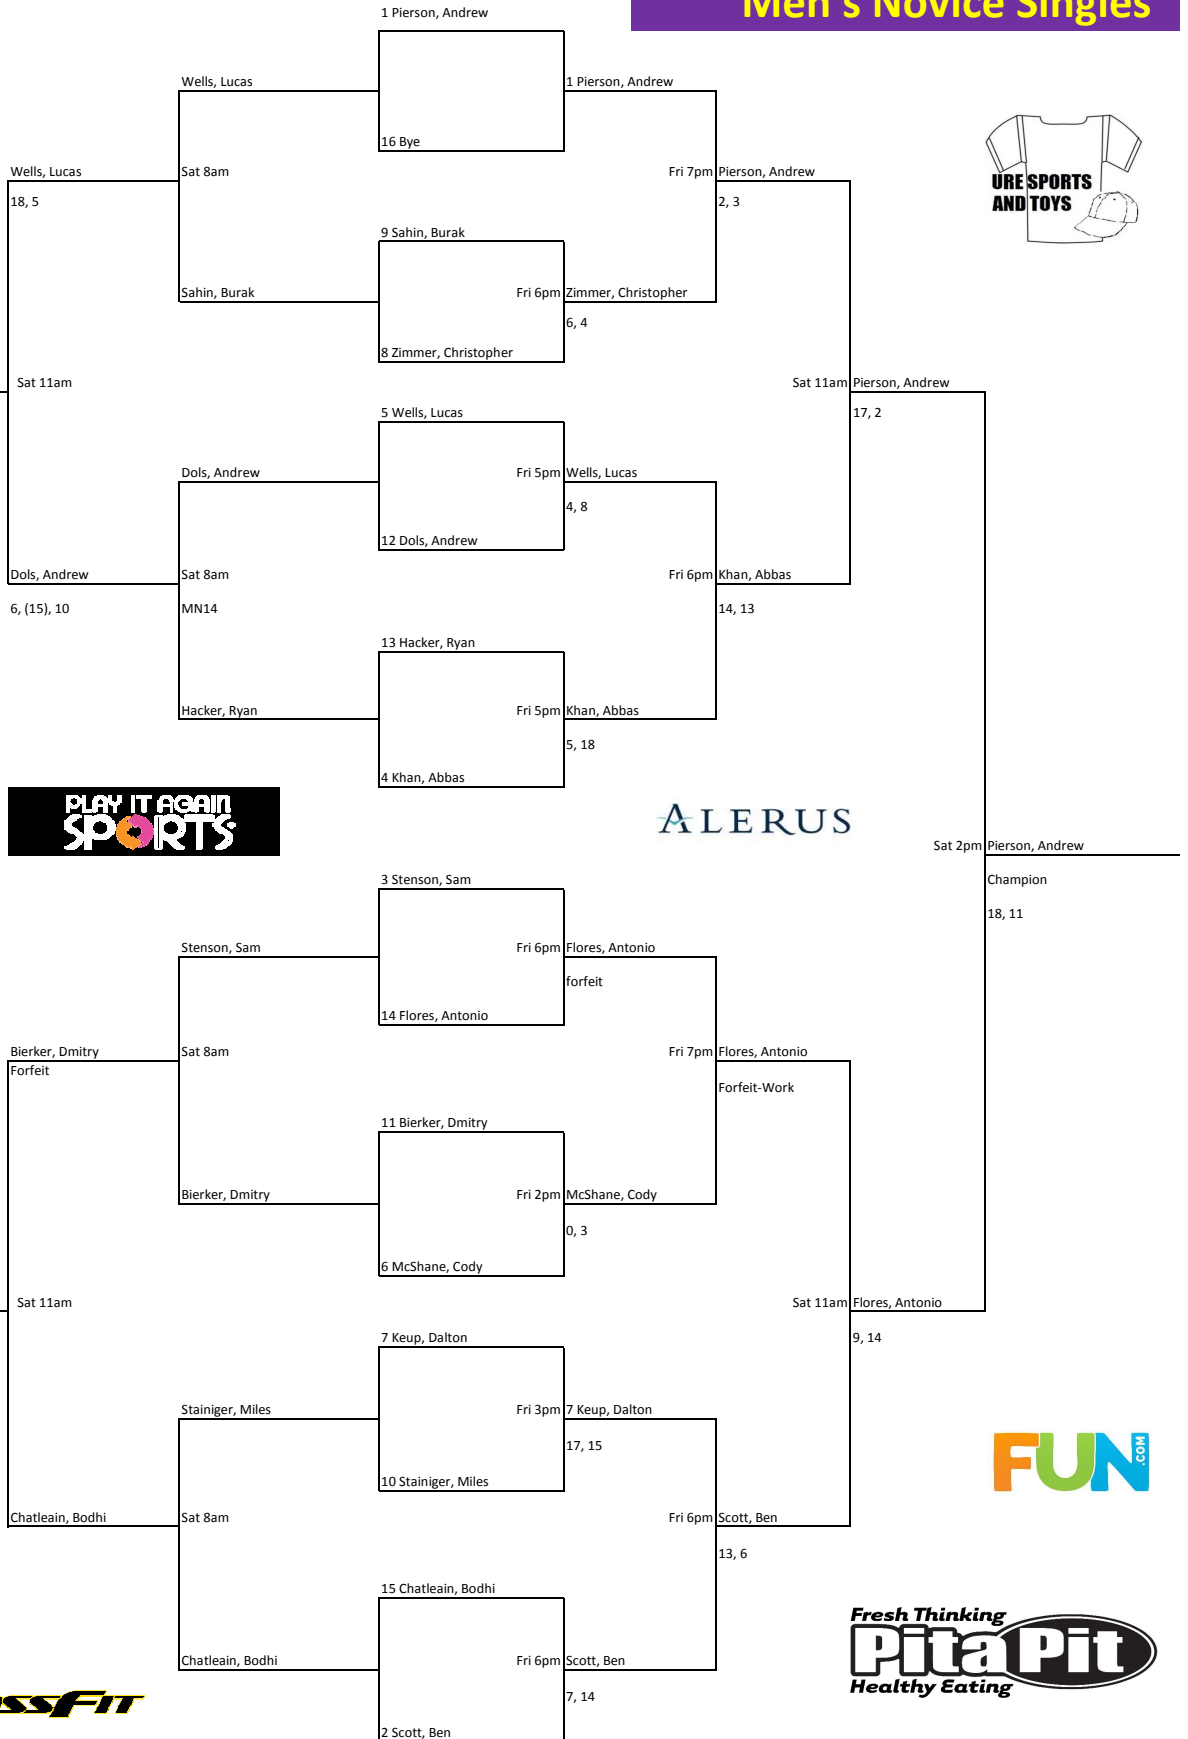 Men's Novice Singles
1 Pierson, Andrew
Wells, Lucas
1 Pierson, Andrew
16 Bye
Wells, Lucas
Sat 8am
Fri 7pm
Pierson, Andrew
18, 5
2, 3
URE SPORTS
AND TOYS
9 Sahin, Burak
Sahin, Burak
Fri 6pm
Zimmer, Christopher
6, 4
8 Zimmer, Christopher
Sat 11am
Sat 11am
Pierson, Andrew
17, 2
5 Wells, Lucas
Dols, Andrew
Fri 5pm
Wells, Lucas
4, 8
12 Dols, Andrew
Dols, Andrew
Sat 8am
Fri 6pm
Khan, Abbas
6, (15), 10
MN14
14, 13
13 Hacker, Ryan
Hacker, Ryan
Fri 5pm
Khan, Abbas
5, 18
4 Khan, Abbas
PLAY IT AGAIN
SPORTS
ALERUS
Sat 2pm
Pierson, Andrew
Champion
18, 11
3 Stenson, Sam
Stenson, Sam
Fri 6pm
Flores, Antonio
forfeit
14 Flores, Antonio
Bierker, Dmitry
Sat 8am
Fri 7pm
Flores, Antonio
Forfeit
Forfeit-Work
11 Bierker, Dmitry
Bierker, Dmitry
Fri 2pm
McShane, Cody
0, 3
6 McShane, Cody
Sat 11am
Sat 11am
Flores, Antonio
9, 14
7 Keup, Dalton
Stainiger, Miles
Fri 3pm
7 Keup, Dalton
17, 15
10 Stainiger, Miles
FUN.COM
Chatleain, Bodhi
Sat 8am
Fri 6pm
Scott, Ben
13, 6
15 Chatleain, Bodhi
Chatleain, Bodhi
Fri 6pm
Scott, Ben
7, 14
2 Scott, Ben
Fresh Thinking
Pita Pit
Healthy Eating
ssFit